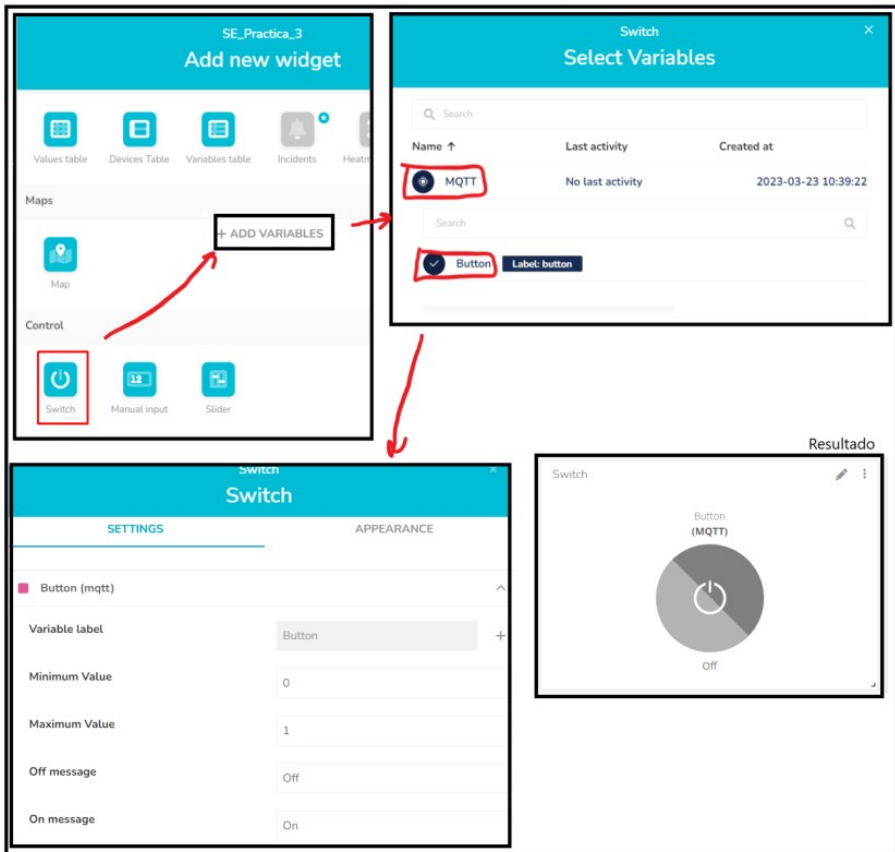 SE_Practica_3
Add new widget
Values table Devices Table Variables table Incidents Heatm
Maps
+ ADD VARIABLES
Map
Control
Switch Manual input Slider
Switch
Select Variables
Search
Name ↑ Last activity Created at
MQTT No last activity 2023-03-23 10:39:22
Search
Button Label: button
Switch
Switch
SETTINGS APPEARANCE
Button (mqtt)
Variable label Button +
Minimum Value 0
Maximum Value 1
Off message Off
On message On
Resultado
Switch
Button
(MQTT)
Off